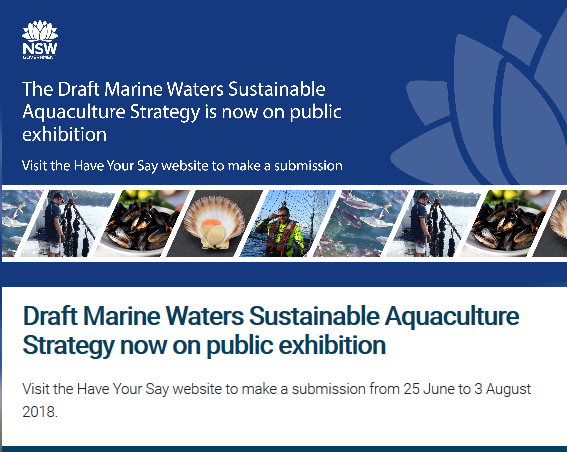 NSW
GOVERNMENT
The Draft Marine Waters Sustainable
Aquaculture Strategy is now on public
exhibition
Visit the Have Your Say website to make a submission
Draft Marine Waters Sustainable Aquaculture
Strategy now on public exhibition
Visit the Have Your Say website to make a submission from 25 June to 3 August
2018.